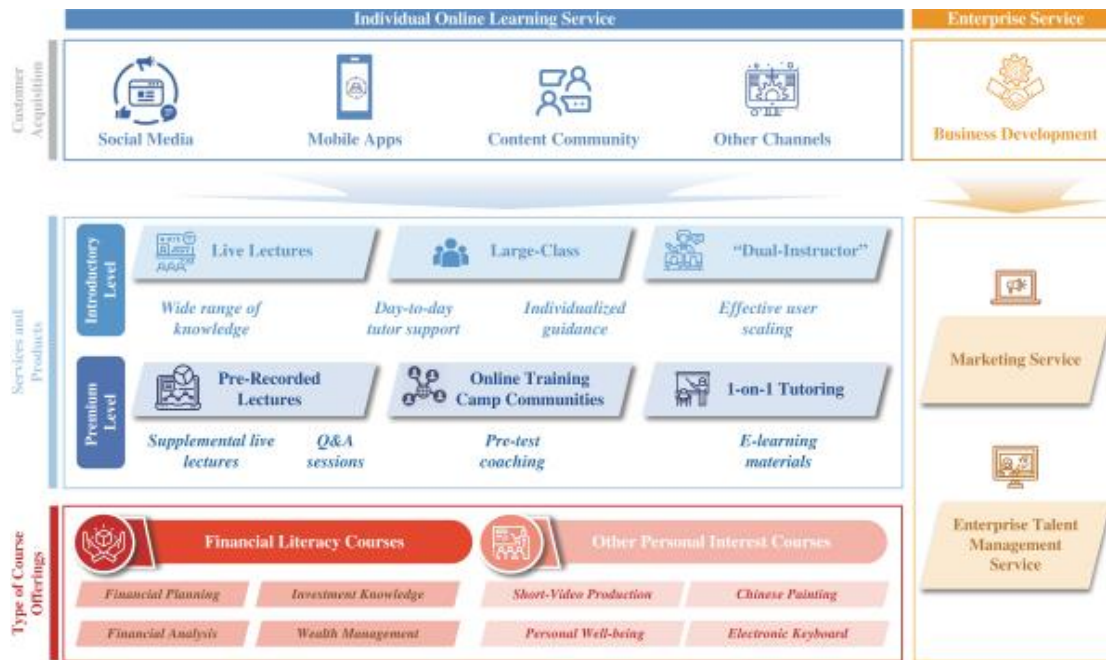 Individual Online Learning Service
Enterprise Service
Customer
Acquisition
Social Media
Mobile Apps
Content Community
Other Channels
Business Development
Services and
Products
Introductory
Level
Live Lectures
Large-Class
“Dual-Instructor”
Wide range of
knowledge
Day-to-day
tutor support
Individualized
guidance
Effective user
scaling
Premium
Level
Pre-Recorded
Lectures
Online Training
Camp Communities
1-on-1 Tutoring
Supplemental live
lectures
Q&A
sessions
Pre-test
coaching
E-learning
materials
Marketing Service
Enterprise Talent
Management
Service
Type of Course
Offerings
Financial Literacy Courses
Other Personal Interest Courses
Financial Planning
Investment Knowledge
Short-Video Production
Chinese Painting
Financial Analysis
Wealth Management
Personal Well-being
Electronic Keyboard